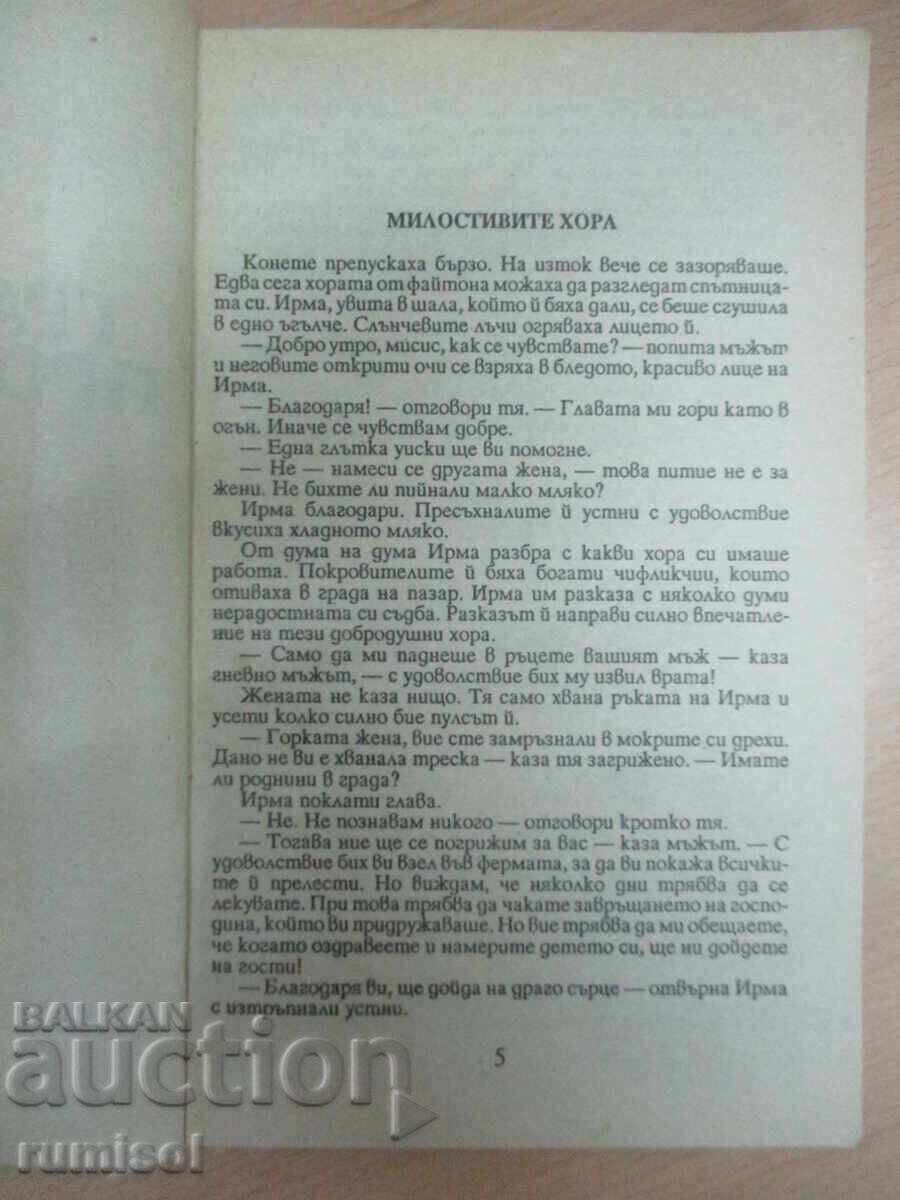 МИЛОСТИВИТЕ ХОРА
Конете препускаха бързо. На изток вече се зазоряваше.
Едва сега хората от файтона можаха да разгледат спътница-
та си. Ирма, увита в шала, който ѝ бяха дали, се беше сгушила
в едно ъгълче. Слънчевите лъчи огряваха лицето ѝ.
— Добро утро, мисис, как се чувствате? — попита мъжът
и неговите открити очи се взряха в бледото, красиво лице на
Ирма.
— Благодаря! — отговори тя. — Главата ми гори като в
огън. Иначе се чувствам добре.
— Една глътка уиски ще ви помогне.
— Не — намеси се другата жена, — това питие не е за
жени. Не бихте ли пийнали малко мляко?
Ирма благодари. Пресъхналите ѝ устни с удоволствие
вкусиха хладното мляко.
От дума на дума Ирма разбра с какви хора си имаше
работа. Покровителите ѝ бяха богати чифликчии, които
отиваха в града на пазар. Ирма им разказа с няколко думи
нерадостната си съдба. Разказът ѝ направи силно впечатле-
ние на тези добродушни хора.
— Само да ми паднеше в ръцете вашият мъж — каза
гневно мъжът, — с удоволствие бих му извил врата!
Жената не каза нищо. Тя само хвана ръката на Ирма и
усети колко силно бие пулсът ѝ.
— Горката жена, вие сте замръзнали в мокрите си дрехи.
Дано не ви е хванала треска — каза тя загрижено. — Имате
ли роднини в града?
Ирма поклати глава.
— Не. Не познавам никого — отговори кротко тя.
— Тогава ние ще се погрижим за вас — каза мъжът. — С
удоволствие бих ви взел във фермата, за да ви покажа всички-
те ѝ прелести. Но виждам, че няколко дни трябва да се
лекувате. При това трябва да чакате завръщането на госпо-
дина, който ви придружаваше. Но вие трябва да ми обещаете,
че когато оздравеете и намерите детето си, ще ни дойдете
на гости!
— Благодаря ви, ще дойда на драго сърце — отвърна Ирма
с изтръпнали устни.
5
BALKAN
auction
rumisol